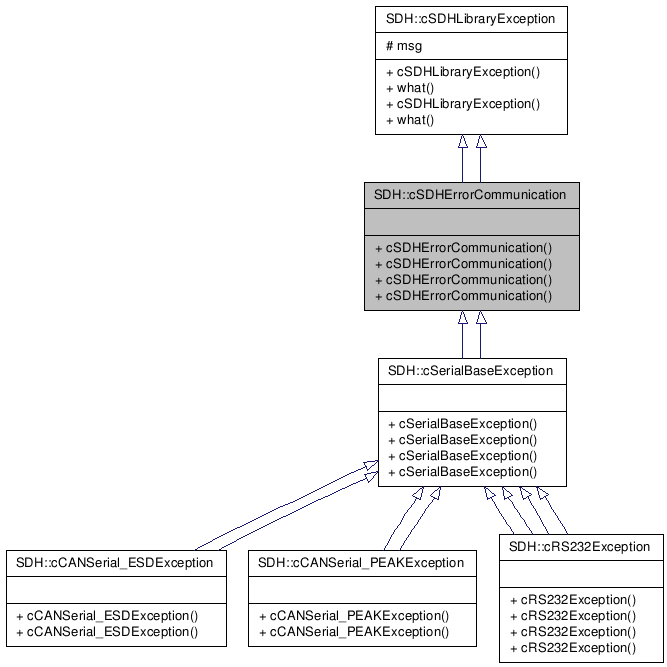 SDH::cSDHLibraryException
# msg
+ cSDHLibraryException()
+ what()
+ cSDHLibraryException()
+ what()
SDH::cSDHErrorCommunication
+ cSDHErrorCommunication()
+ cSDHErrorCommunication()
+ cSDHErrorCommunication()
+ cSDHErrorCommunication()
SDH::cSerialBaseException
+ cSerialBaseException()
+ cSerialBaseException()
+ cSerialBaseException()
+ cSerialBaseException()
SDH::cCANSerial_ESDException
+ cCANSerial_ESDException()
+ cCANSerial_ESDException()
SDH::cCANSerial_PEAKException
+ cCANSerial_PEAKException()
+ cCANSerial_PEAKException()
SDH::cRS232Exception
+ cRS232Exception()
+ cRS232Exception()
+ cRS232Exception()
+ cRS232Exception()